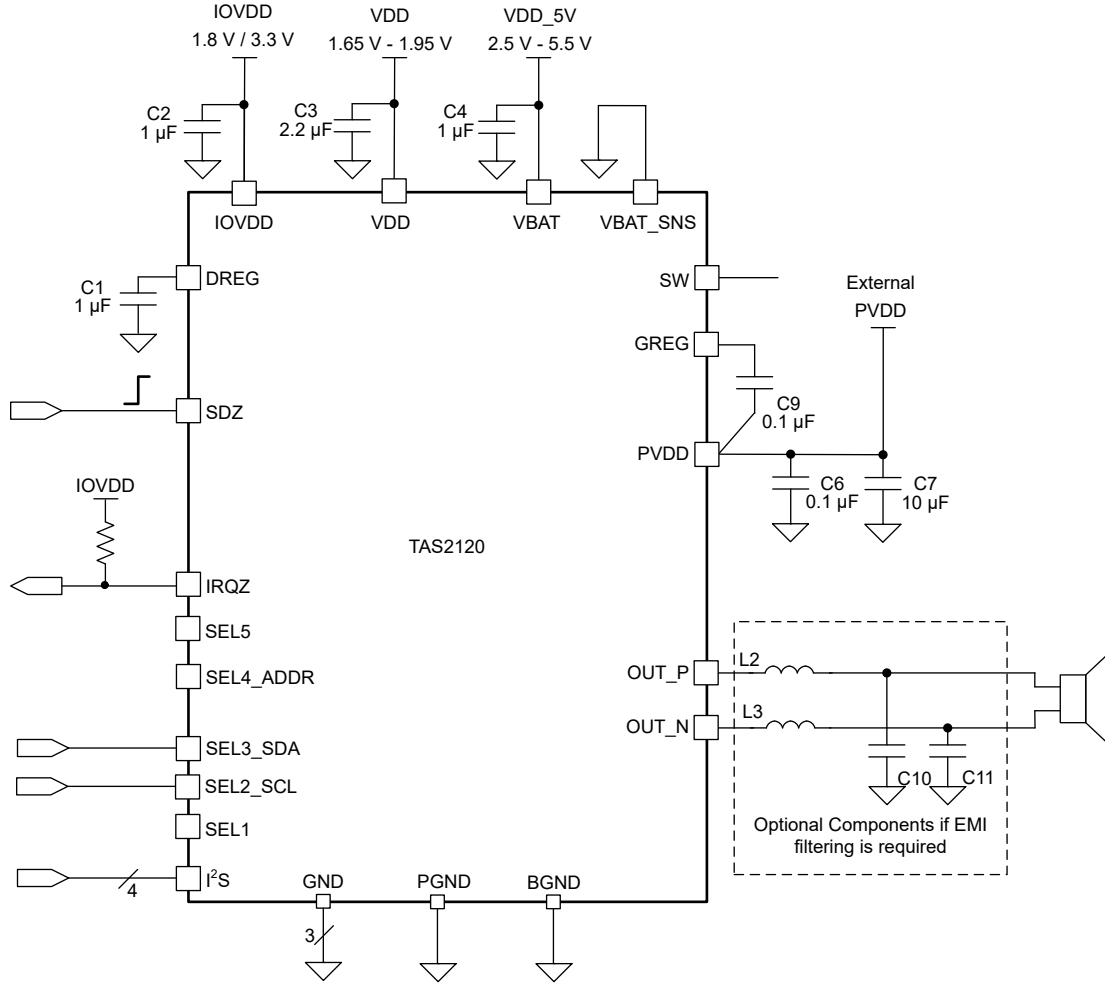 IOVDD
1.8 V / 3.3 V
VDD
1.65 V - 1.95 V
VDD_5V
2.5 V - 5.5 V
C2
1 µF
C3
2.2 µF
C4
1 µF
IOVDD
VDD
VBAT
VBAT_SNS
C1
1 µF
DREG
SW
External
PVDD
GREG
C9
0.1 µF
SDZ
PVDD
C6
0.1 µF
C7
10 µF
IOVDD
TAS2120
IRQZ
SEL5
SEL4_ADDR
OUT_P
L2
OUT_N
L3
SEL3_SDA
SEL2_SCL
C10
C11
SEL1
Optional Components if EMI
filtering is required
I²S
4
GND
PGND
BGND
3